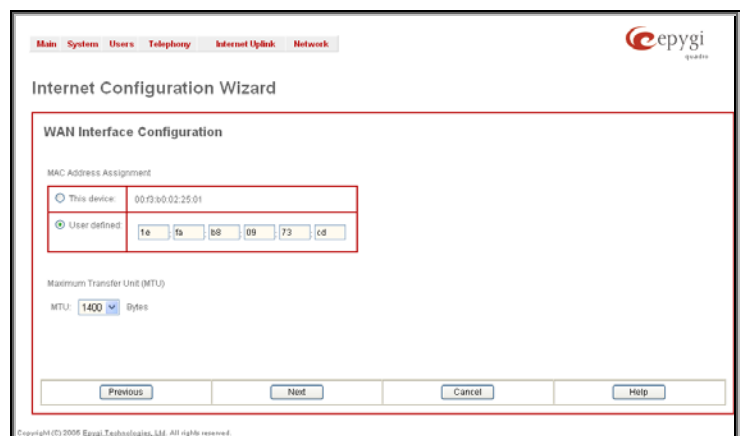 Main System Users Telephony Internet Uplink Network
epygi
quadro
Internet Configuration Wizard
WAN Interface Configuration
MAC Address Assignment
This device: 00:f3:b0:02:25:01
User defined: 1e : fa : b8 : 09 : 73 : cd
Maximum Transfer Unit (MTU)
MTU: 1400 Bytes
Previous Next Cancel Help
Copyright (C) 2005 Epygi Technologies, Ltd. All rights reserved.